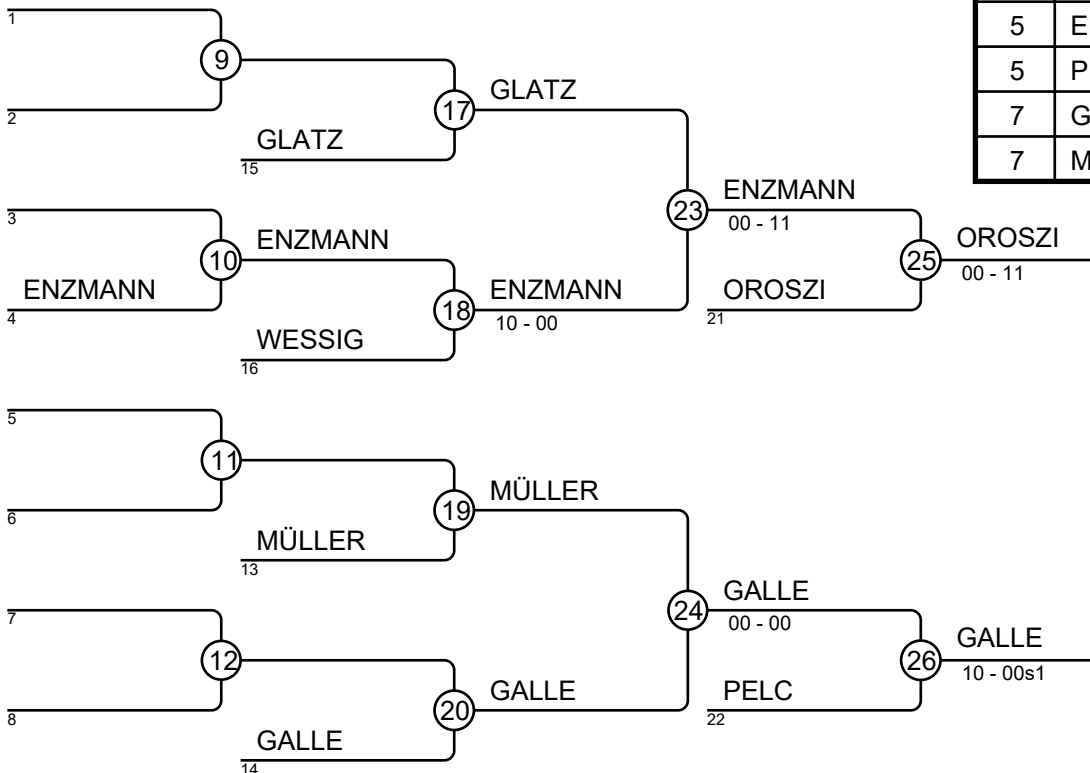 1
9
2
GLATZ
15
17
GLATZ
3
10
ENZMANN
4
ENZMANN
WESSIG
16
18
ENZMANN
10 - 00
23
ENZMANN
00 - 11
OROSZI
21
25
OROSZI
00 - 11
5
11
6
MÜLLER
13
19
MÜLLER
7
12
8
GALLE
14
20
GALLE
24
GALLE
00 - 00
PELC
22
26
GALLE
10 - 00s1
5 E
5 P
7 G
7 M